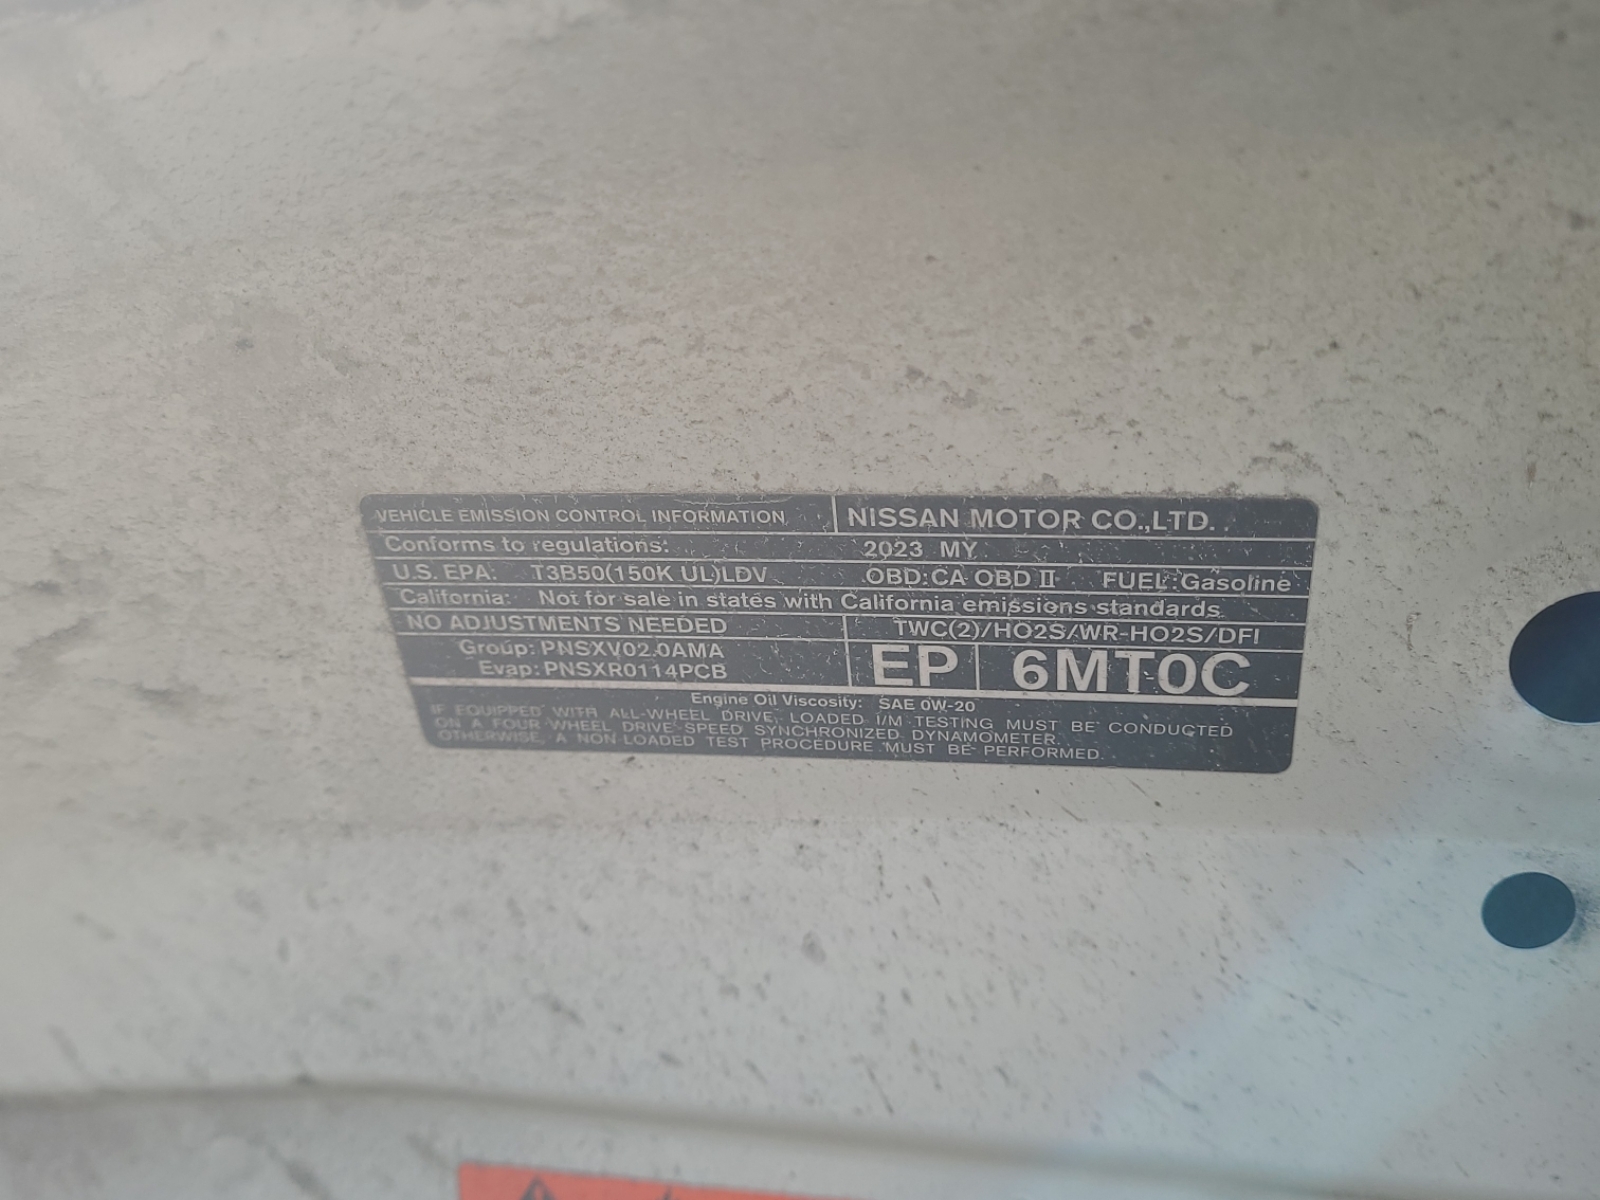 VEHICLE EMISSION CONTROL INFORMATION NISSAN MOTOR CO.,LTD.
Conforms to regulations: 2023 MY
U.S. EPA: T3B50(150K UL)LDV OBD:CA OBD II FUEL:Gasoline
California: Not for sale in states with California emissions standards.
NO ADJUSTMENTS NEEDED TWC(2)/HO2S/WR-HO2S/DFI
Group: PNSXV02.0AMA
Evap: PNSXR0114PCB
EP 6MT0C
Engine Oil Viscosity: SAE 0W-20
IF EQUIPPED WITH ALL-WHEEL DRIVE, LOADED I/M TESTING MUST BE CONDUCTED
ON A FOUR WHEEL DRIVE SPEED SYNCHRONIZED DYNAMOMETER.
OTHERWISE, A NON-LOADED TEST PROCEDURE MUST BE PERFORMED.